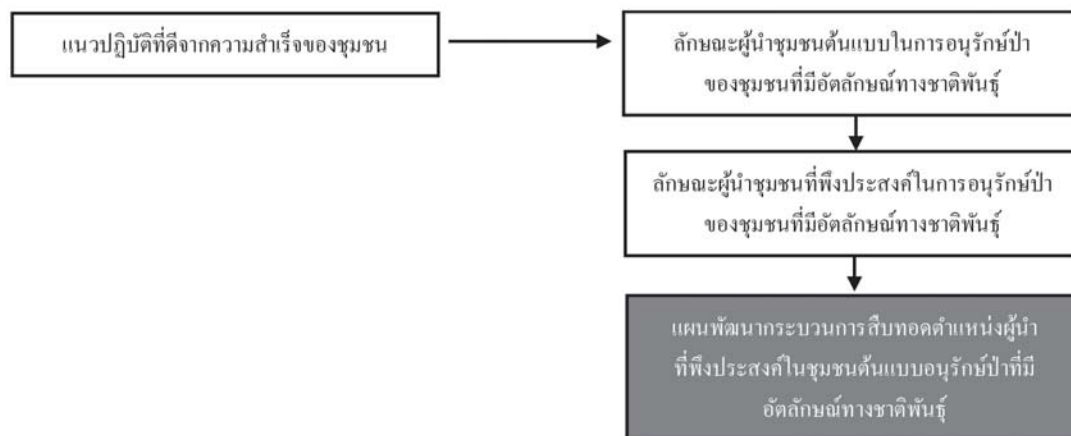 แนวปฏิบัติที่ดีจากความสำเร็จของชุมชน
ลักษณะผู้นำชุมชนต้นแบบในการอนุรักษ์ป่า
ของชุมชนที่มีอัตลักษณ์ทางชาติพันธุ์
ลักษณะผู้นำชุมชนที่พึงประสงค์ในการอนุรักษ์ป่า
ของชุมชนที่มีอัตลักษณ์ทางชาติพันธุ์
แผนพัฒนากระบวนการสืบทอดตำแหน่งผู้นำ
ที่พึงประสงค์ในชุมชนต้นแบบอนุรักษ์ป่าที่มี
อัตลักษณ์ทางชาติพันธุ์